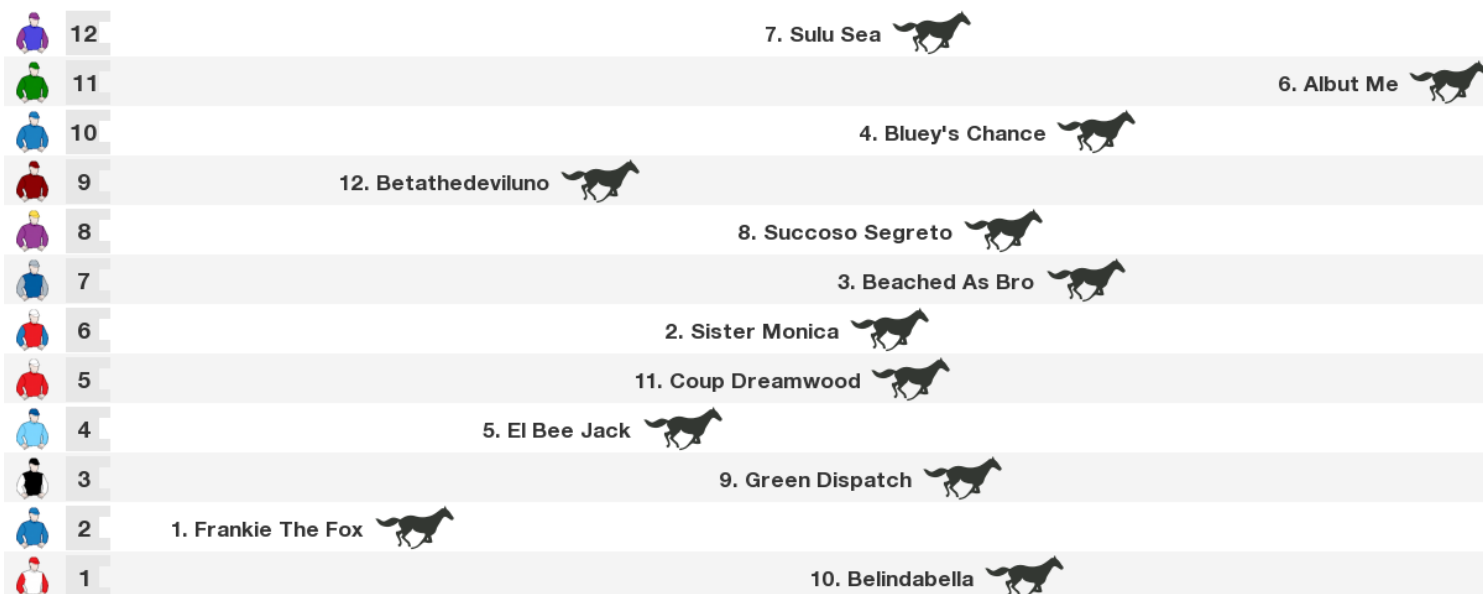 12 7. Sulu Sea
11 6. Albut Me
10 4. Bluey's Chance
9 12. Betathedeviluno
8 8. Succoso Segreto
7 3. Beached As Bro
6 2. Sister Monica
5 11. Coup Dreamwood
4 5. El Bee Jack
3 9. Green Dispatch
2 1. Frankie The Fox
1 10. Belindabella